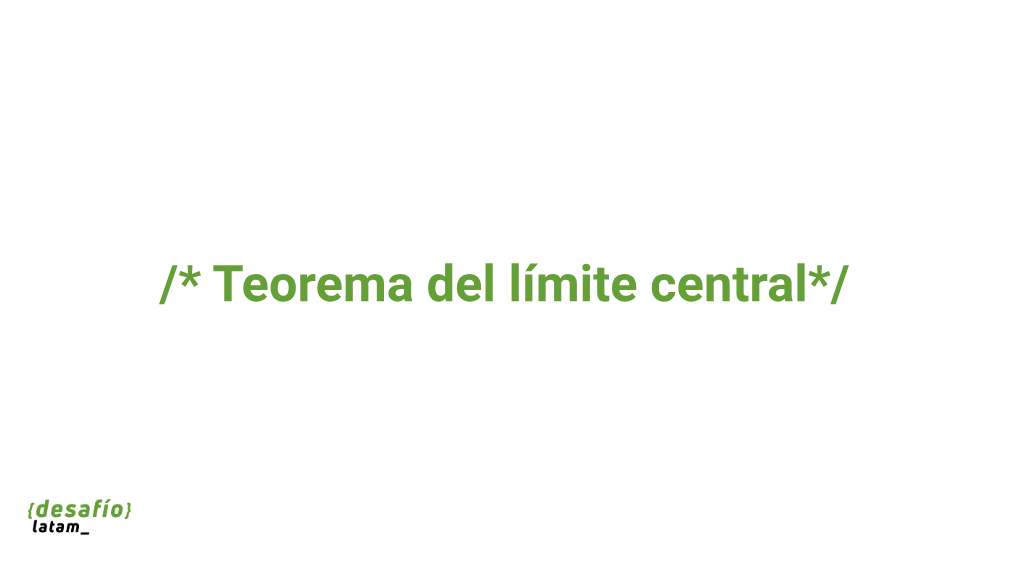 /* Teorema del límite central*/
{desafío}
latam_